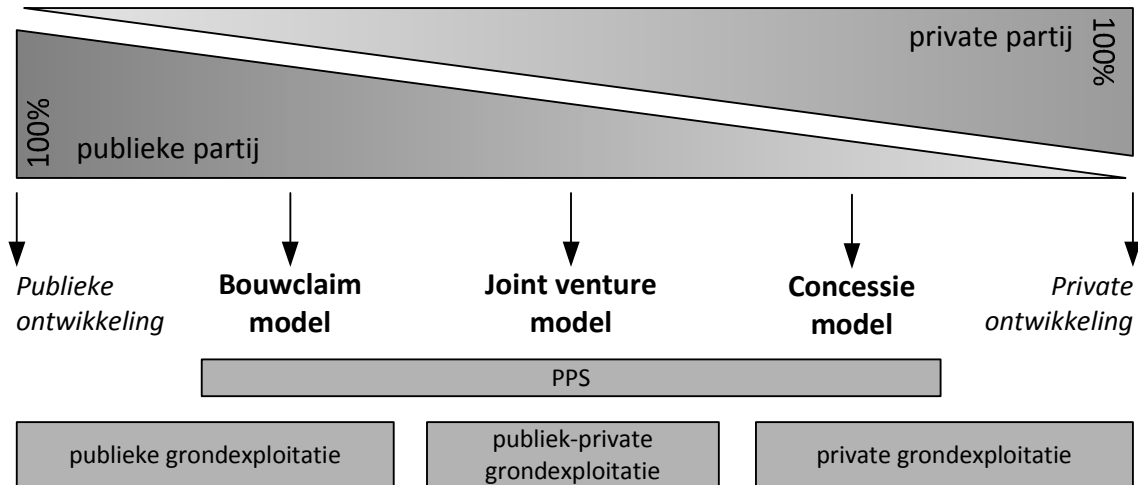 private partij
100%
100%
publieke partij
Publieke
ontwikkeling
Bouwclaim
model
Joint venture
model
Concessie
model
Private
ontwikkeling
PPS
publieke grondexploitatie
publiek-private
grondexploitatie
private grondexploitatie